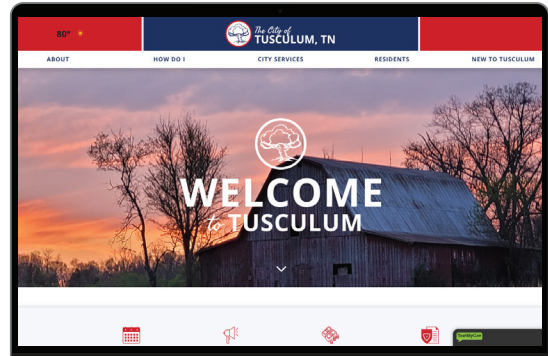 80°
The City of
TUSCULUM, TN
ABOUT HOW DO I CITY SERVICES RESIDENTS NEW TO TUSCULUM
WELCOME
to TUSCULUM